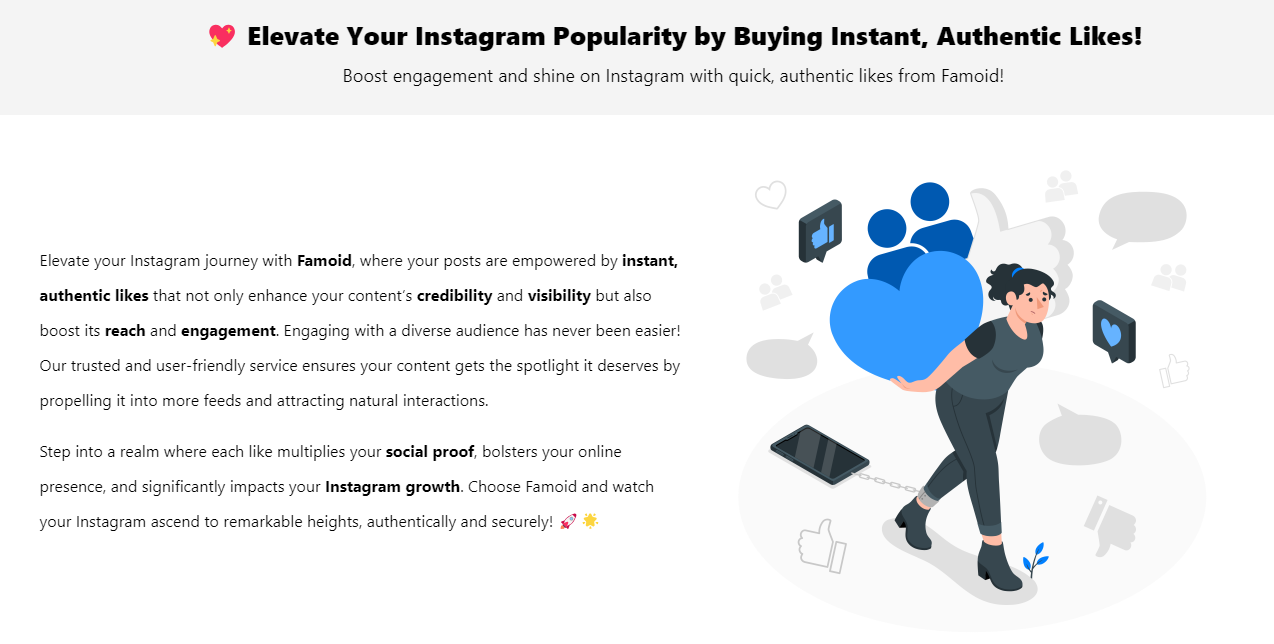 💖 Elevate Your Instagram Popularity by Buying Instant, Authentic Likes!
Boost engagement and shine on Instagram with quick, authentic likes from Famoid!
Elevate your Instagram journey with Famoid, where your posts are empowered by instant,
authentic likes that not only enhance your content's credibility and visibility but also
boost its reach and engagement. Engaging with a diverse audience has never been easier!
Our trusted and user-friendly service ensures your content gets the spotlight it deserves by
propelling it into more feeds and attracting natural interactions.
Step into a realm where each like multiplies your social proof, bolsters your online
presence, and significantly impacts your Instagram growth. Choose Famoid and watch
your Instagram ascend to remarkable heights, authentically and securely! 🚀 🌟